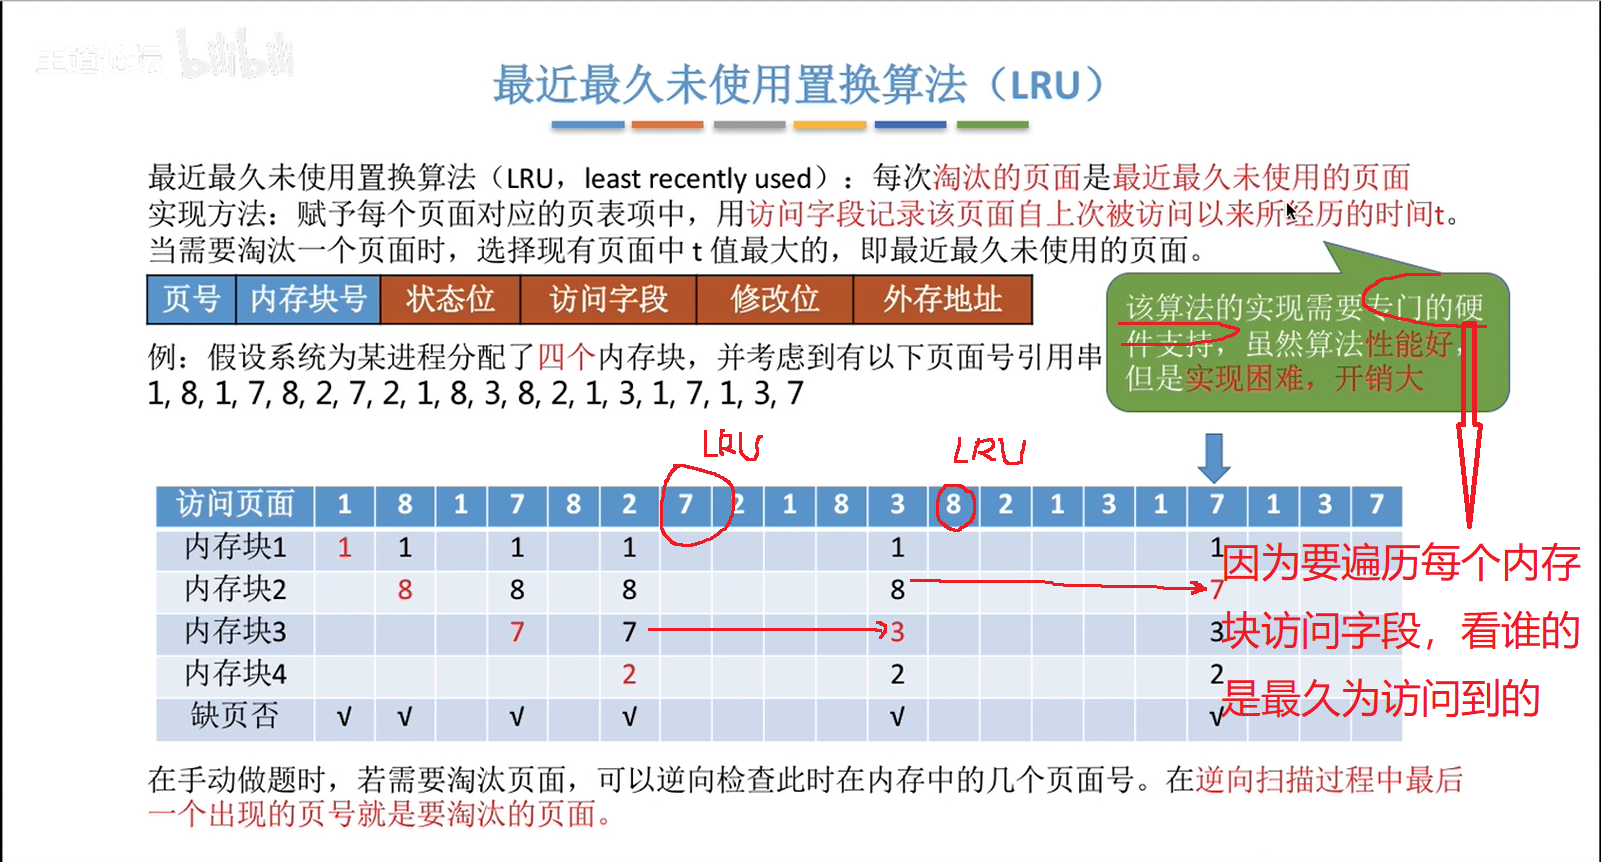 王道论坛 bilibili
最近最久未使用置换算法（LRU）
最近最久未使用置换算法（LRU，least recently used）：每次淘汰的页面是最近最久未使用的页面
实现方法：赋予每个页面对应的页表项中，用访问字段记录该页面自上次被访问以来所经历的时间t。
当需要淘汰一个页面时，选择现有页面中 t 值最大的，即最近最久未使用的页面。
页号 内存块号 状态位 访问字段 修改位 外存地址
该算法的实现需要专门的硬
件支持，虽然算法性能好，
但是实现困难，开销大
例：假设系统为某进程分配了四个内存块，并考虑到有以下页面号引用串
1, 8, 1, 7, 8, 2, 7, 2, 1, 8, 3, 8, 2, 1, 3, 1, 7, 1, 3, 7
LRU LRU
访问页面 1 8 1 7 8 2 7 2 1 8 3 8 2 1 3 1 7 1 3 7
内存块1 1 1 1 1 1 1
内存块2 8 8 8 8 7
内存块3 7 7 3 3
内存块4 2 2 2
缺页否 √ √ √ √ √ √
因为要遍历每个内存
块访问字段，看谁的
是最久为访问到的
在手动做题时，若需要淘汰页面，可以逆向检查此时在内存中的几个页面号。在逆向扫描过程中最后
一个出现的页号就是要淘汰的页面。